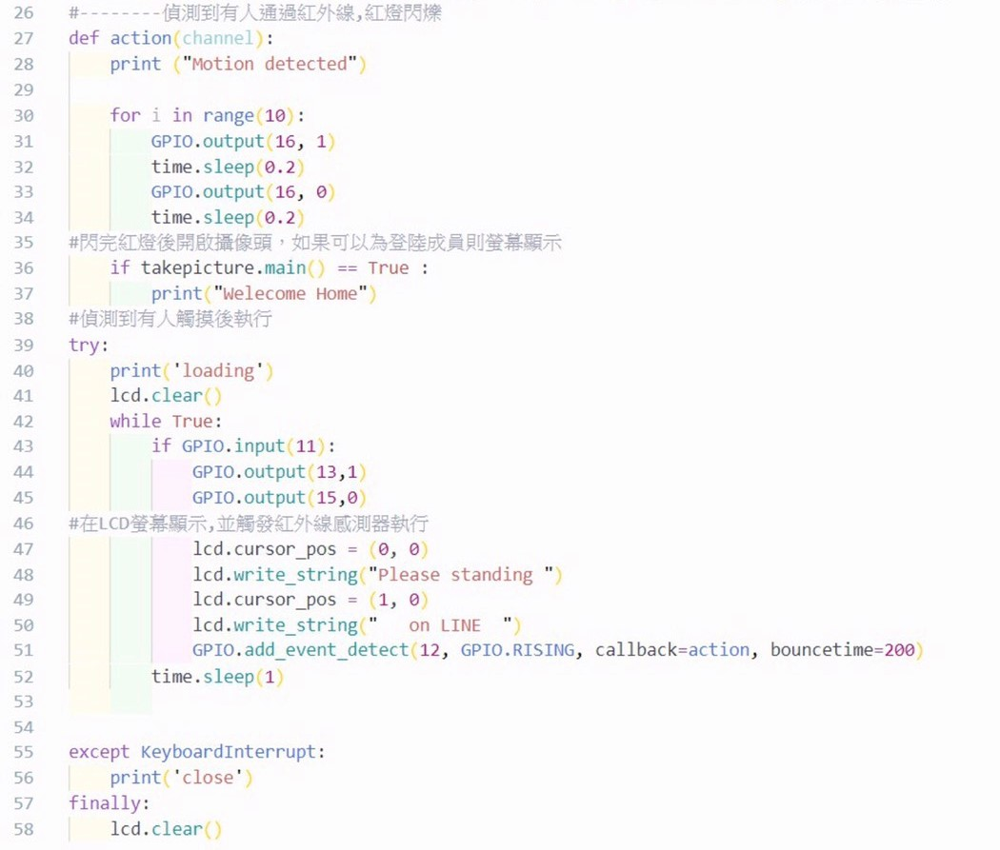 26 #--------偵測到有人通過紅外線,紅燈閃爍
27 def action(channel):
28     print ("Motion detected")
29
30     for i in range(10):
31         GPIO.output(16, 1)
32         time.sleep(0.2)
33         GPIO.output(16, 0)
34         time.sleep(0.2)
35 #閃完紅燈後開啟攝像頭，如果可以為登陸成員則螢幕顯示
36     if takepicture.main() == True :
37         print("Welecome Home")
38 #偵測到有人觸摸後執行
39 try:
40     print('loading')
41     lcd.clear()
42     while True:
43         if GPIO.input(11):
44             GPIO.output(13,1)
45             GPIO.output(15,0)
46 #在LCD螢幕顯示,並觸發紅外線感測器執行
47             lcd.cursor_pos = (0, 0)
48             lcd.write_string("Please standing ")
49             lcd.cursor_pos = (1, 0)
50             lcd.write_string("   on LINE  ")
51             GPIO.add_event_detect(12, GPIO.RISING, callback=action, bouncetime=200)
52         time.sleep(1)
53
54
55 except KeyboardInterrupt:
56     print('close')
57 finally:
58     lcd.clear()